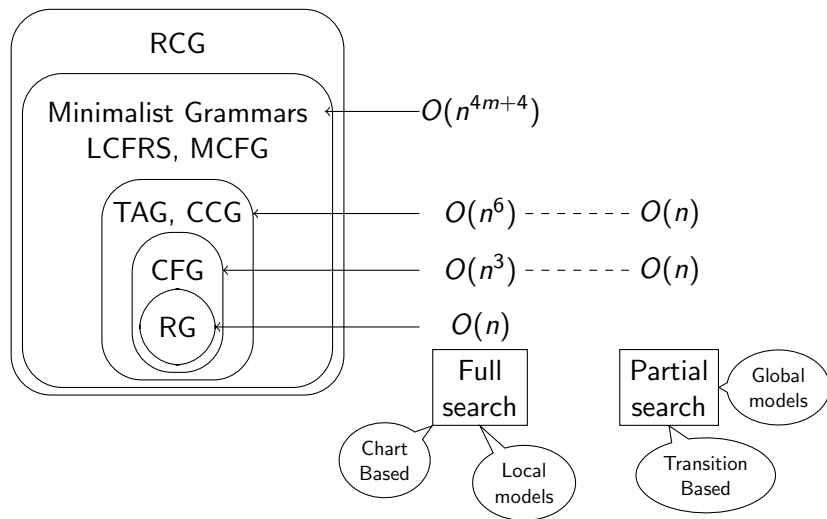 RCG
Minimalist Grammars
LCFRS, MCFG
O(n^{4m+4})
TAG, CCG
O(n^6)
O(n)
CFG
O(n^3)
O(n)
RG
O(n)
Full
search
Partial
search
Global
models
Chart
Based
Local
models
Transition
Based